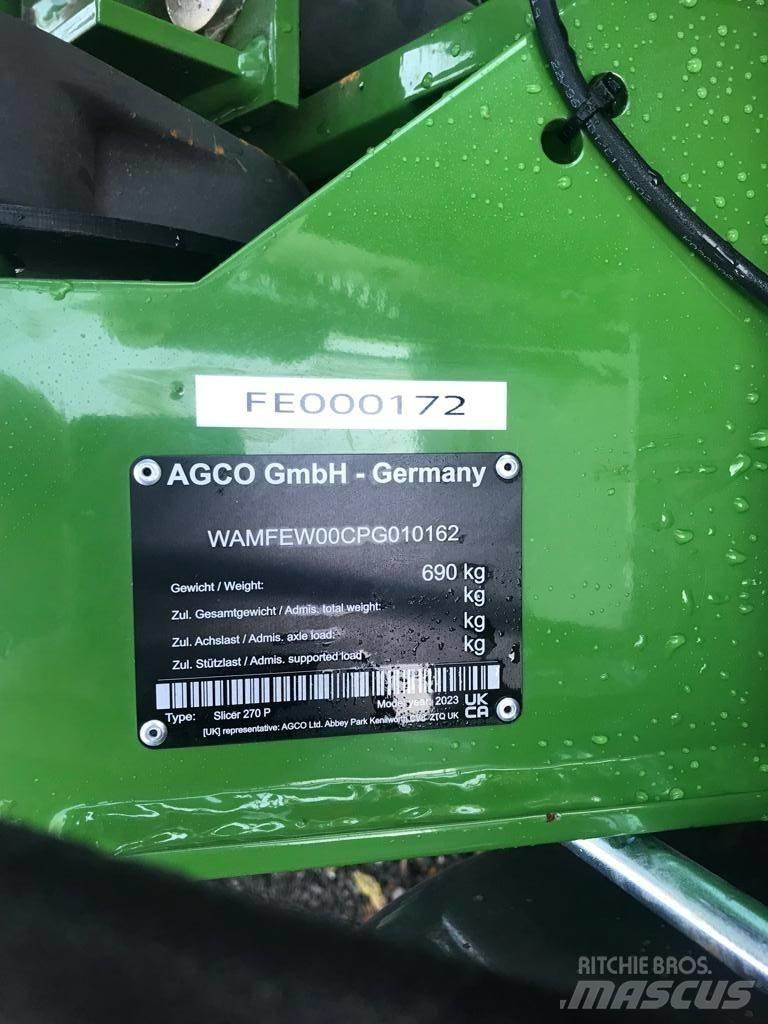 FE000172
AGCO GmbH - Germany
WAMFEW00CPG010162
Gewicht / Weight: 690 kg
Zul. Gesamtgewicht / Admis. total weight: kg
Zul. Achslast / Admis. axle load: kg
Zul. Stützlast / Admis. supported load kg
Type: Slicer 270 P Model year: 2023 UK CA
[UK] representative: AGCO Ltd. Abbey Park Kenilworth UK
RITCHIE BROS.
MASCUS